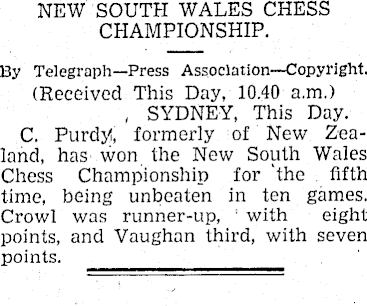 NEW SOUTH WALES CHESS
CHAMPIONSHIP.
By Telegraph—Press Association—Copyright.
(Received This Day, 10.40 a.m.)
SYDNEY, This Day.
C. Purdy, formerly of New Zea-
land, has won the New South Wales
Chess Championship for the fifth
time, being unbeaten in ten games.
Crowl was runner-up, with eight
points, and Vaughan third, with seven
points.